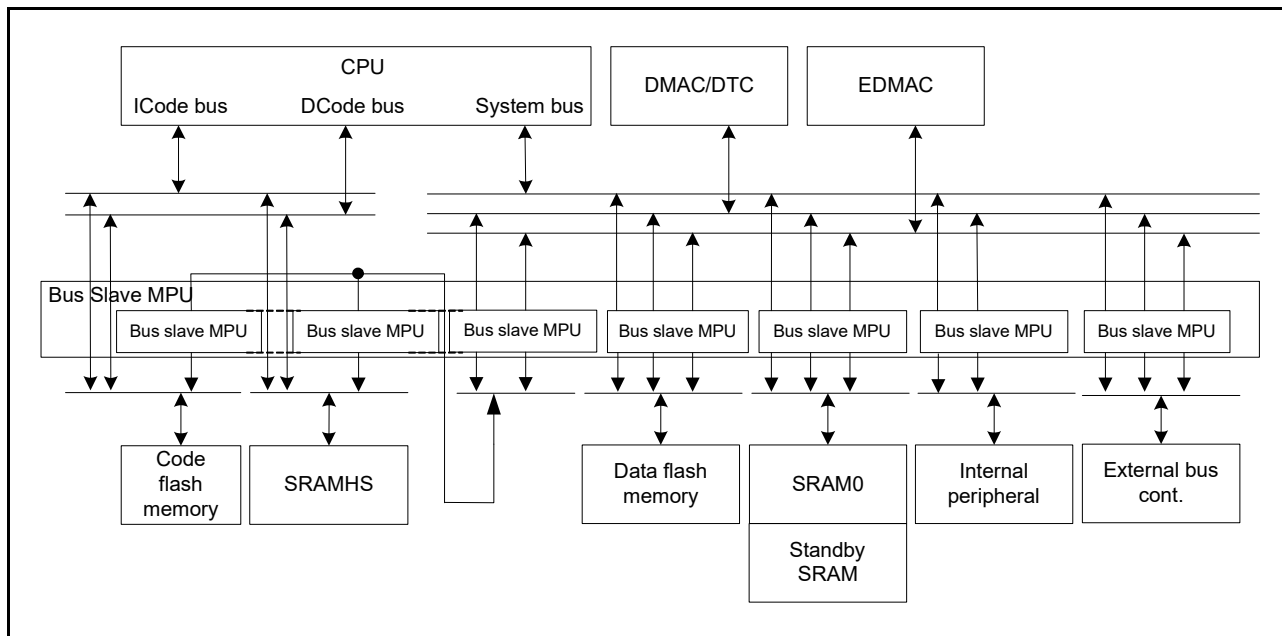 CPU
ICode bus
DCode bus
System bus
DMAC/DTC
EDMAC
Bus Slave MPU
Bus slave MPU
Bus slave MPU
Bus slave MPU
Bus slave MPU
Bus slave MPU
Bus slave MPU
Bus slave MPU
Code
flash
memory
SRAMHS
Data flash
memory
SRAM0
Standby
SRAM
Internal
peripheral
External bus
cont.